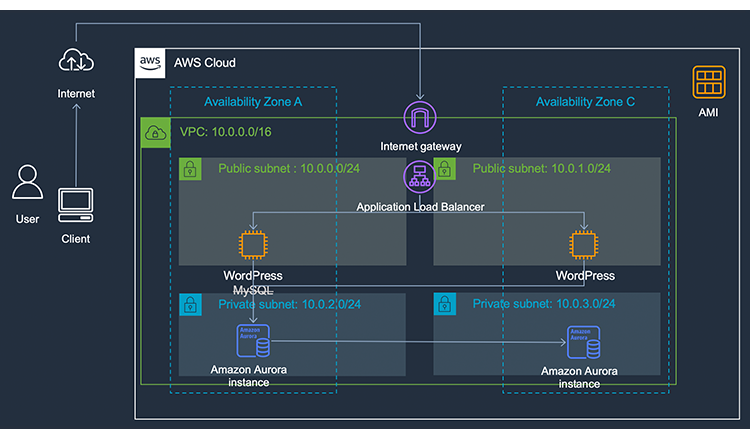 aws
AWS Cloud
Internet
AMI
Availability Zone A
Availability Zone C
VPC: 10.0.0.0/16
Internet gateway
Public subnet : 10.0.0.0/24
Public subnet: 10.0.1.0/24
User
Client
Application Load Balancer
WordPress
MySQL
WordPress
Private subnet: 10.0.2.0/24
Private subnet: 10.0.3.0/24
Amazon
Aurora
Amazon
Aurora
Amazon Aurora
instance
Amazon Aurora
instance